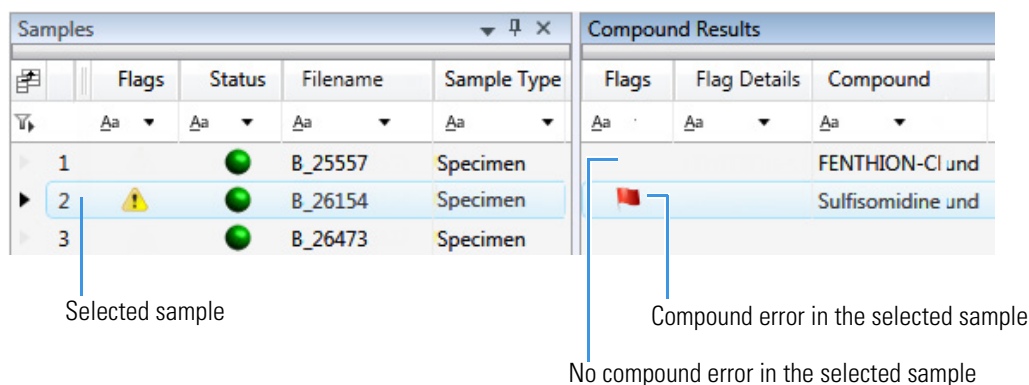 Samples
Compound Results
Flags Status Filename Sample Type
Flags Flag Details Compound
Aa Aa Aa Aa
Aa Aa Aa
1 B_25557 Specimen
FENTHION-Cl und
2 B_26154 Specimen
Sulfisomidine und
3 B_26473 Specimen
Selected sample
Compound error in the selected sample
No compound error in the selected sample